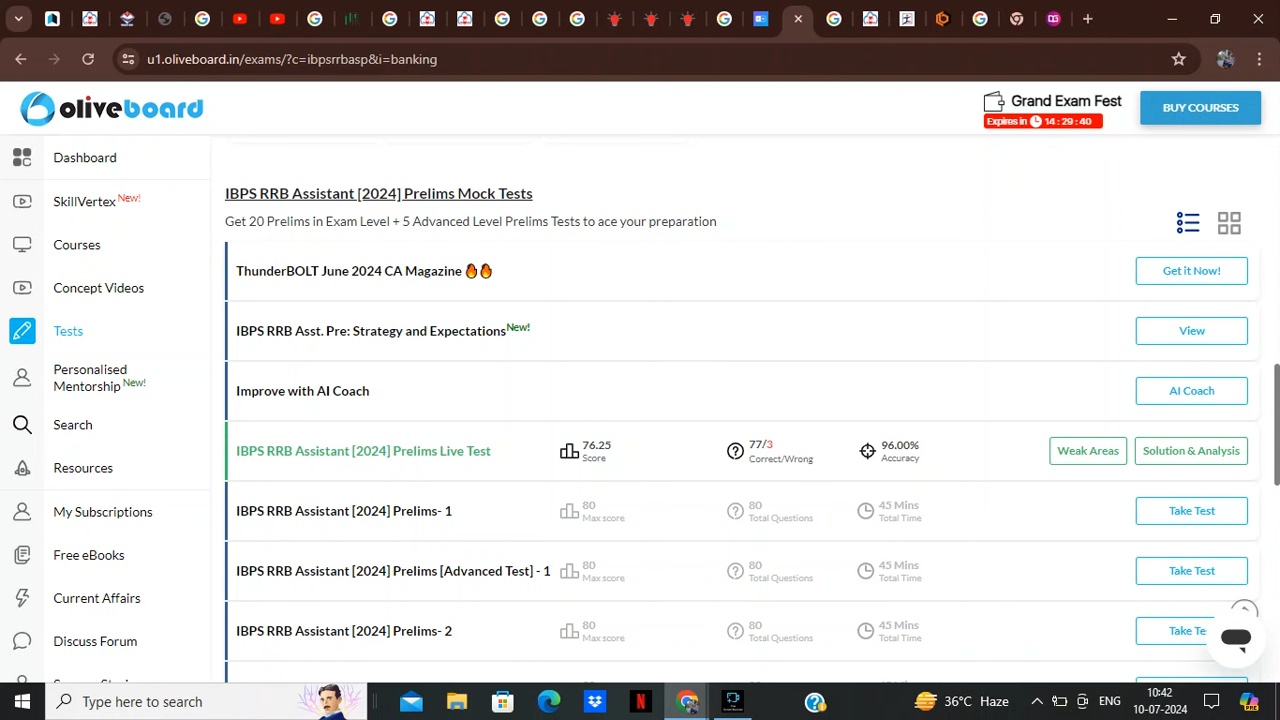 u1.oliveboard.in/exams/?c=ibpsrrbasp&i=banking
oliveboard
Grand Exam Fest
Expires in 14 : 29 : 40
BUY COURSES
Dashboard
SkillVertex New!
Courses
Concept Videos
Tests
Personalised
Mentorship New!
Search
Resources
My Subscriptions
Free eBooks
Current Affairs
Discuss Forum
IBPS RRB Assistant [2024] Prelims Mock Tests
Get 20 Prelims in Exam Level + 5 Advanced Level Prelims Tests to ace your preparation
ThunderBOLT June 2024 CA Magazine 🔥🔥
Get it Now!
IBPS RRB Asst. Pre: Strategy and Expectations New!
View
Improve with AI Coach
AI Coach
IBPS RRB Assistant [2024] Prelims Live Test
76.25
Score
77/3
Correct/Wrong
96.00%
Accuracy
Weak Areas
Solution & Analysis
IBPS RRB Assistant [2024] Prelims- 1
80
Max score
80
Total Questions
45 Mins
Total Time
Take Test
IBPS RRB Assistant [2024] Prelims [Advanced Test] - 1
80
Max score
80
Total Questions
45 Mins
Total Time
Take Test
IBPS RRB Assistant [2024] Prelims- 2
80
Max score
80
Total Questions
45 Mins
Total Time
Take Te
Type here to search
36°C Haze
ENG
10:42
10-07-2024